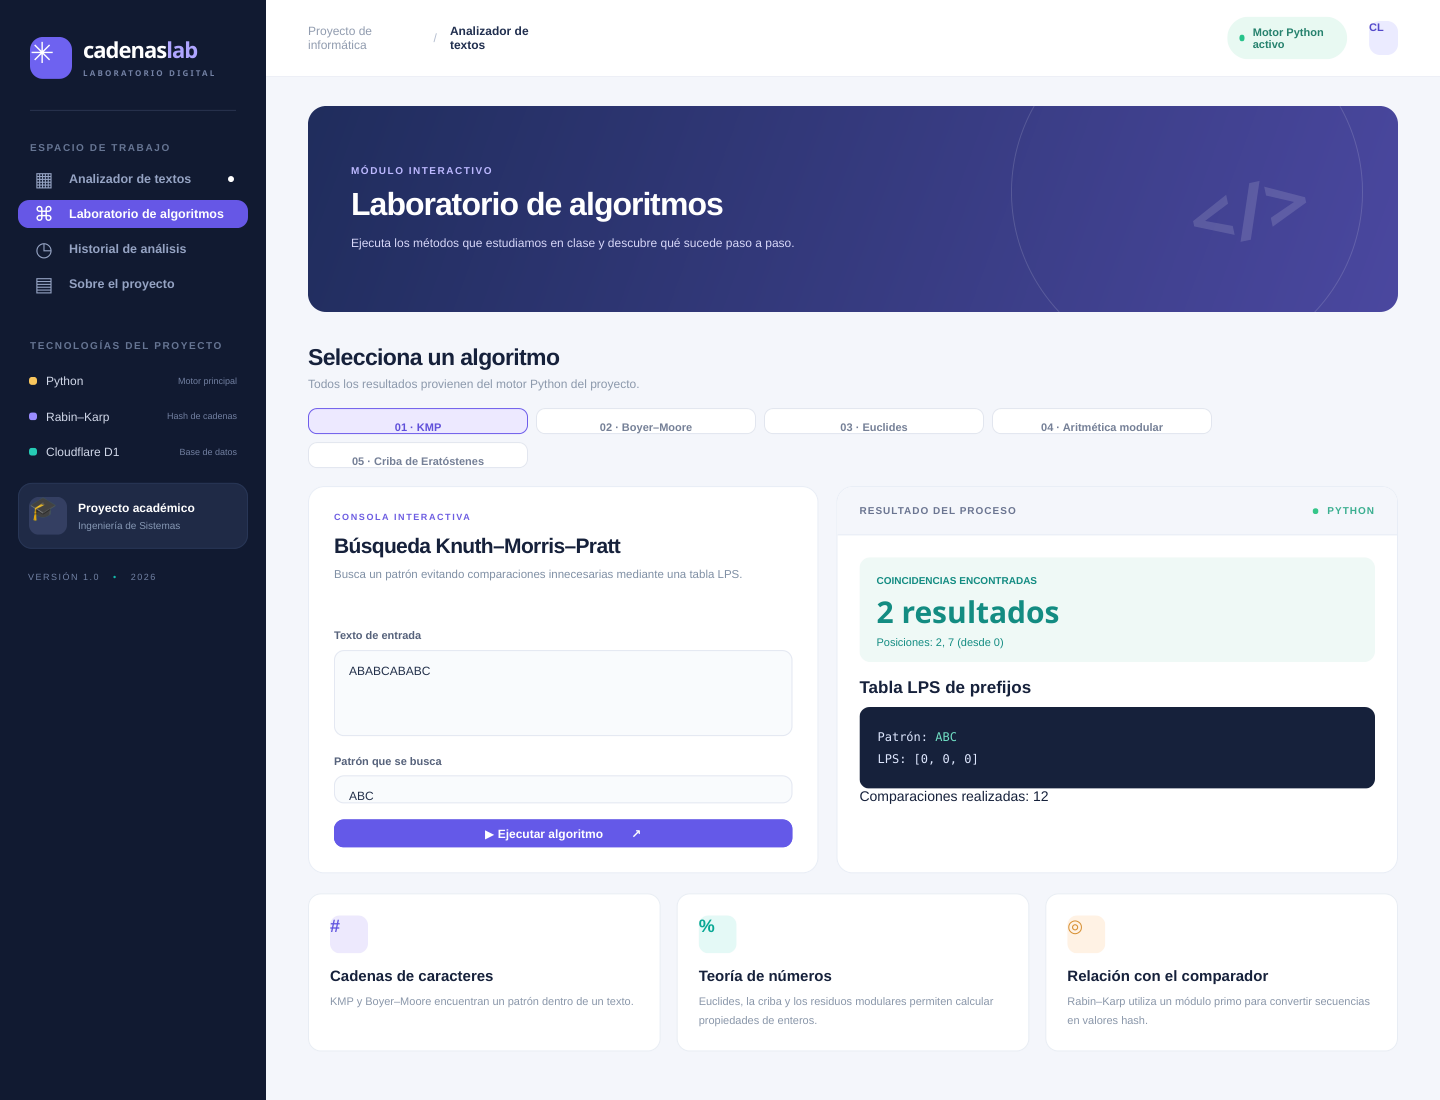 cadenaslab
LABORATORIO DIGITAL
ESPACIO DE TRABAJO
Analizador de textos
Laboratorio de algoritmos
Historial de análisis
Sobre el proyecto
TECNOLOGÍAS DEL PROYECTO
Python Motor principal
Rabin–Karp Hash de cadenas
Cloudflare D1 Base de datos
Proyecto académico
Ingeniería de Sistemas
VERSIÓN 1.0 • 2026
Proyecto de
informática
/
Analizador de
textos
Motor Python
activo
CL
MÓDULO INTERACTIVO
Laboratorio de algoritmos
Ejecuta los métodos que estudiamos en clase y descubre qué sucede paso a paso.
</>
Selecciona un algoritmo
Todos los resultados provienen del motor Python del proyecto.
01 · KMP
02 · Boyer–Moore
03 · Euclides
04 · Aritmética modular
05 · Criba de Eratóstenes
CONSOLA INTERACTIVA
Búsqueda Knuth–Morris–Pratt
Busca un patrón evitando comparaciones innecesarias mediante una tabla LPS.
Texto de entrada
ABABCABABC
Patrón que se busca
ABC
▶ Ejecutar algoritmo ↗
RESULTADO DEL PROCESO
PYTHON
COINCIDENCIAS ENCONTRADAS
2 resultados
Posiciones: 2, 7 (desde 0)
Tabla LPS de prefijos
Patrón: ABC
LPS: [0, 0, 0]
Comparaciones realizadas: 12
#
Cadenas de caracteres
KMP y Boyer–Moore encuentran un patrón dentro de un texto.
%
Teoría de números
Euclides, la criba y los residuos modulares permiten calcular
propiedades de enteros.
◎
Relación con el comparador
Rabin–Karp utiliza un módulo primo para convertir secuencias
en valores hash.